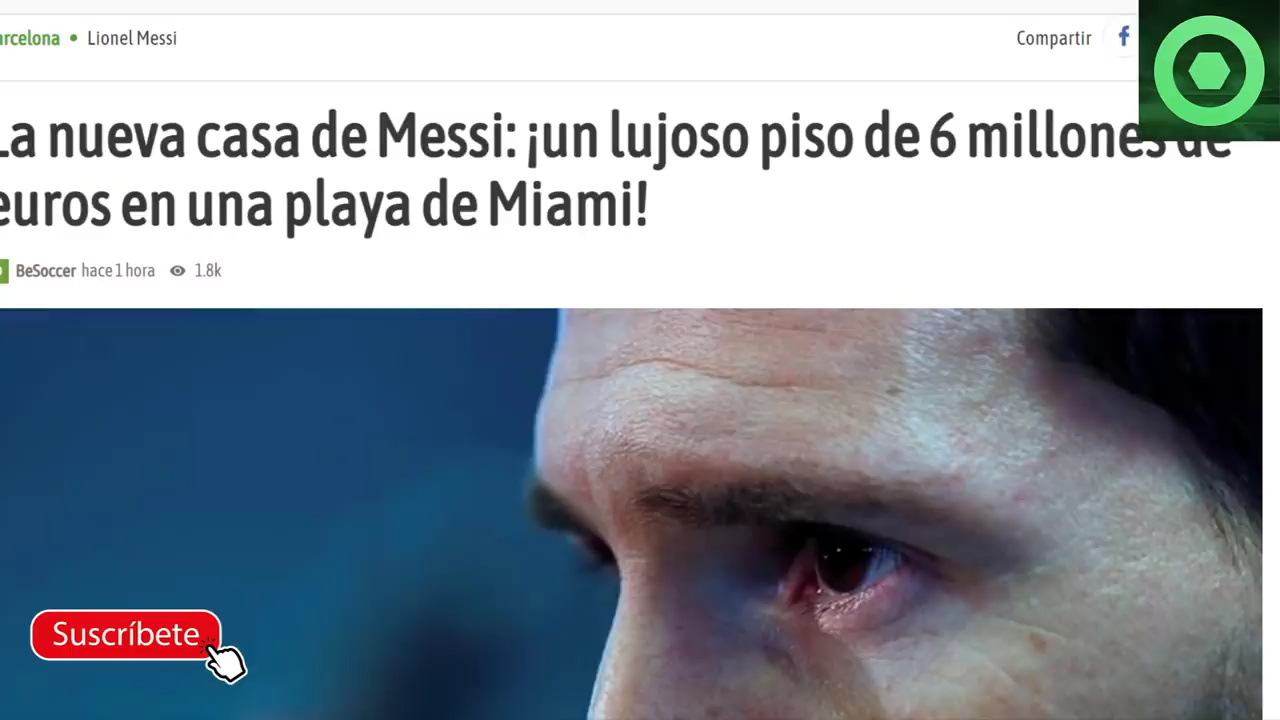 arcelona • Lionel Messi
Compartir
La nueva casa de Messi: ¡un lujoso piso de 6 millones de
euros en una playa de Miami!
BeSoccer hace 1 hora 1.8k
Suscríbete